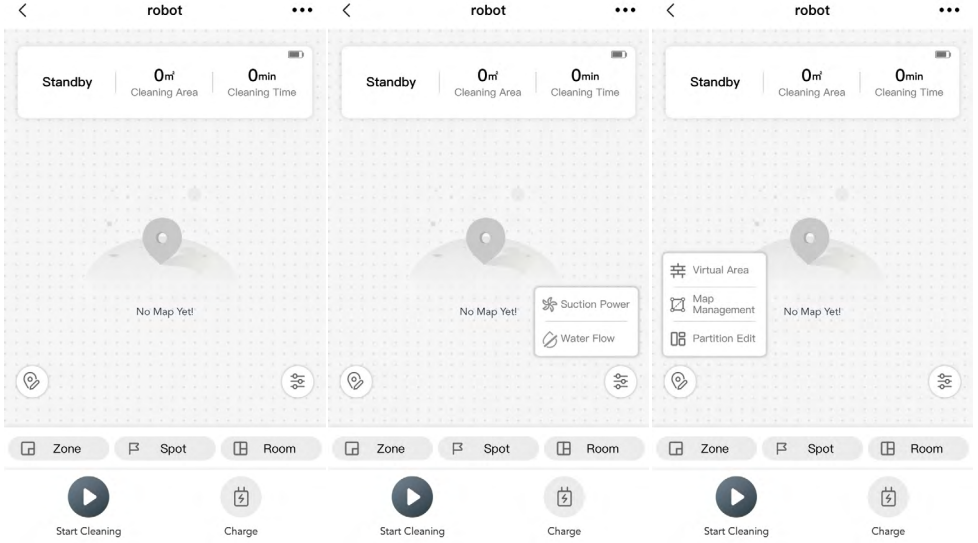 robot
Standby
0㎡
Cleaning Area
0min
Cleaning Time
No Map Yet!
Zone
Spot
Room
Start Cleaning
Charge
robot
Standby
0㎡
Cleaning Area
0min
Cleaning Time
No Map Yet!
Suction Power
Water Flow
Zone
Spot
Room
Start Cleaning
Charge
robot
Standby
0㎡
Cleaning Area
0min
Cleaning Time
Virtual Area
Map
Management
Partition Edit
No Map Yet!
Zone
Spot
Room
Start Cleaning
Charge